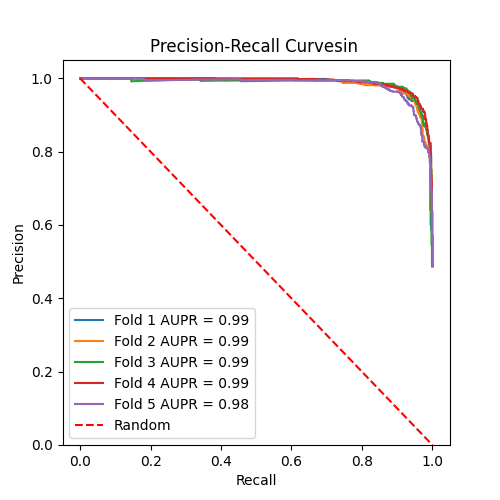 Precision-Recall Curvesin
1.0
0.8
0.6
0.4
0.2
0.0
Precision
Fold 1 AUPR = 0.99
Fold 2 AUPR = 0.99
Fold 3 AUPR = 0.99
Fold 4 AUPR = 0.99
Fold 5 AUPR = 0.98
Random
0.0 0.2 0.4 0.6 0.8 1.0
Recall